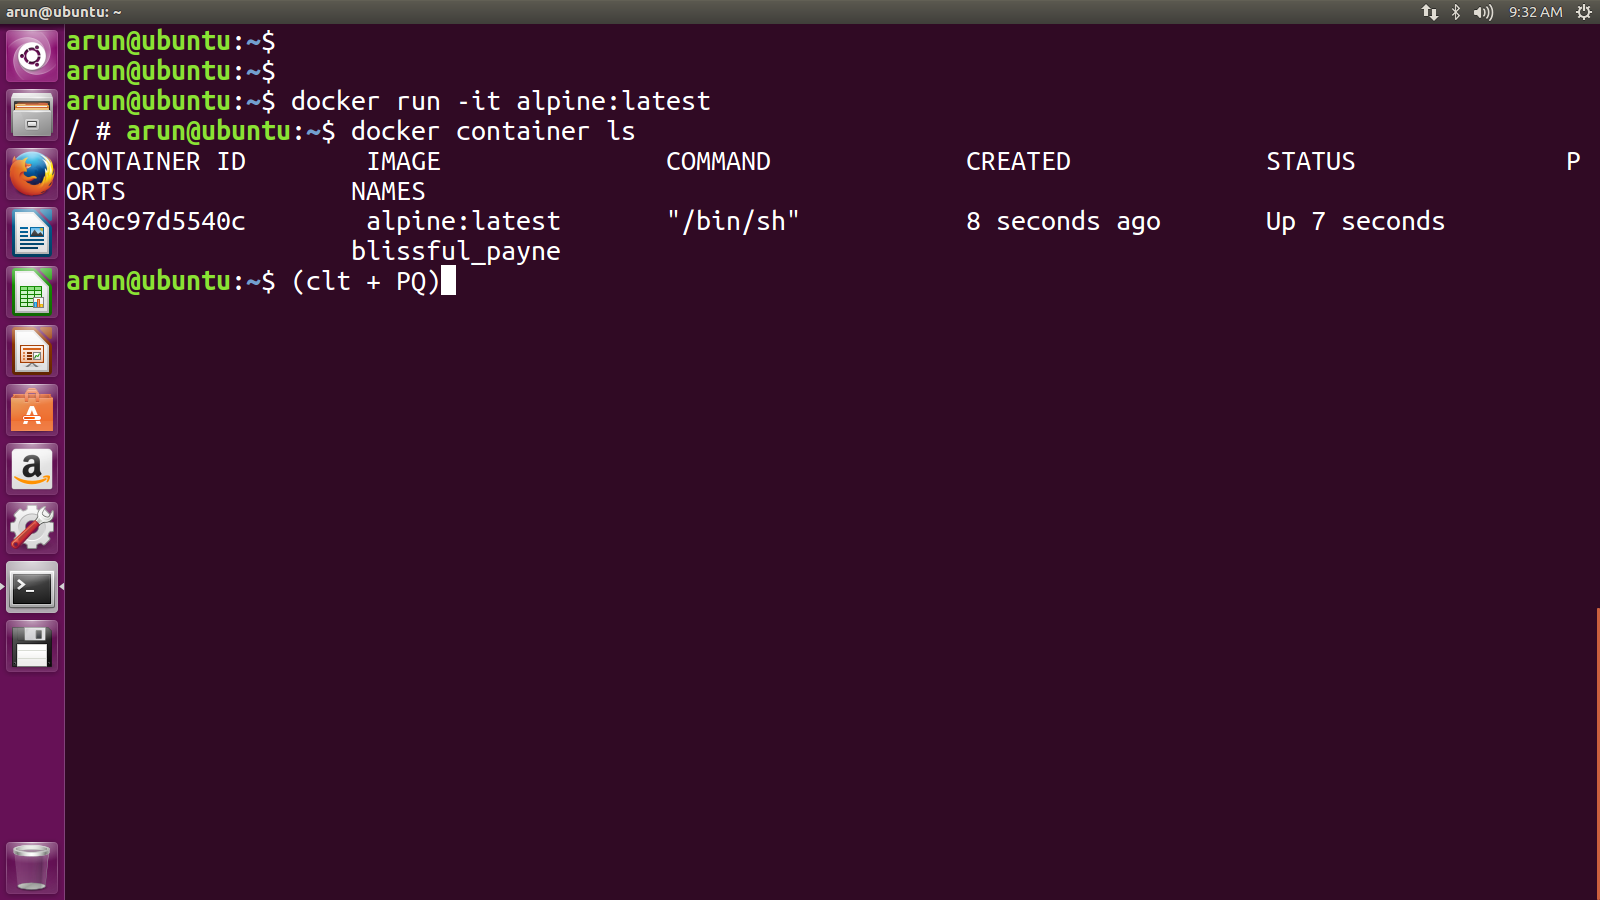 arun@ubuntu: ~
9:32 AM
arun@ubuntu:~$
arun@ubuntu:~$
arun@ubuntu:~$ docker run -it alpine:latest
/ # arun@ubuntu:~$ docker container ls
CONTAINER ID        IMAGE               COMMAND             CREATED             STATUS              P
ORTS               NAMES
340c97d5540c        alpine:latest       "/bin/sh"           8 seconds ago       Up 7 seconds
                   blissful_payne
arun@ubuntu:~$ (clt + PQ)